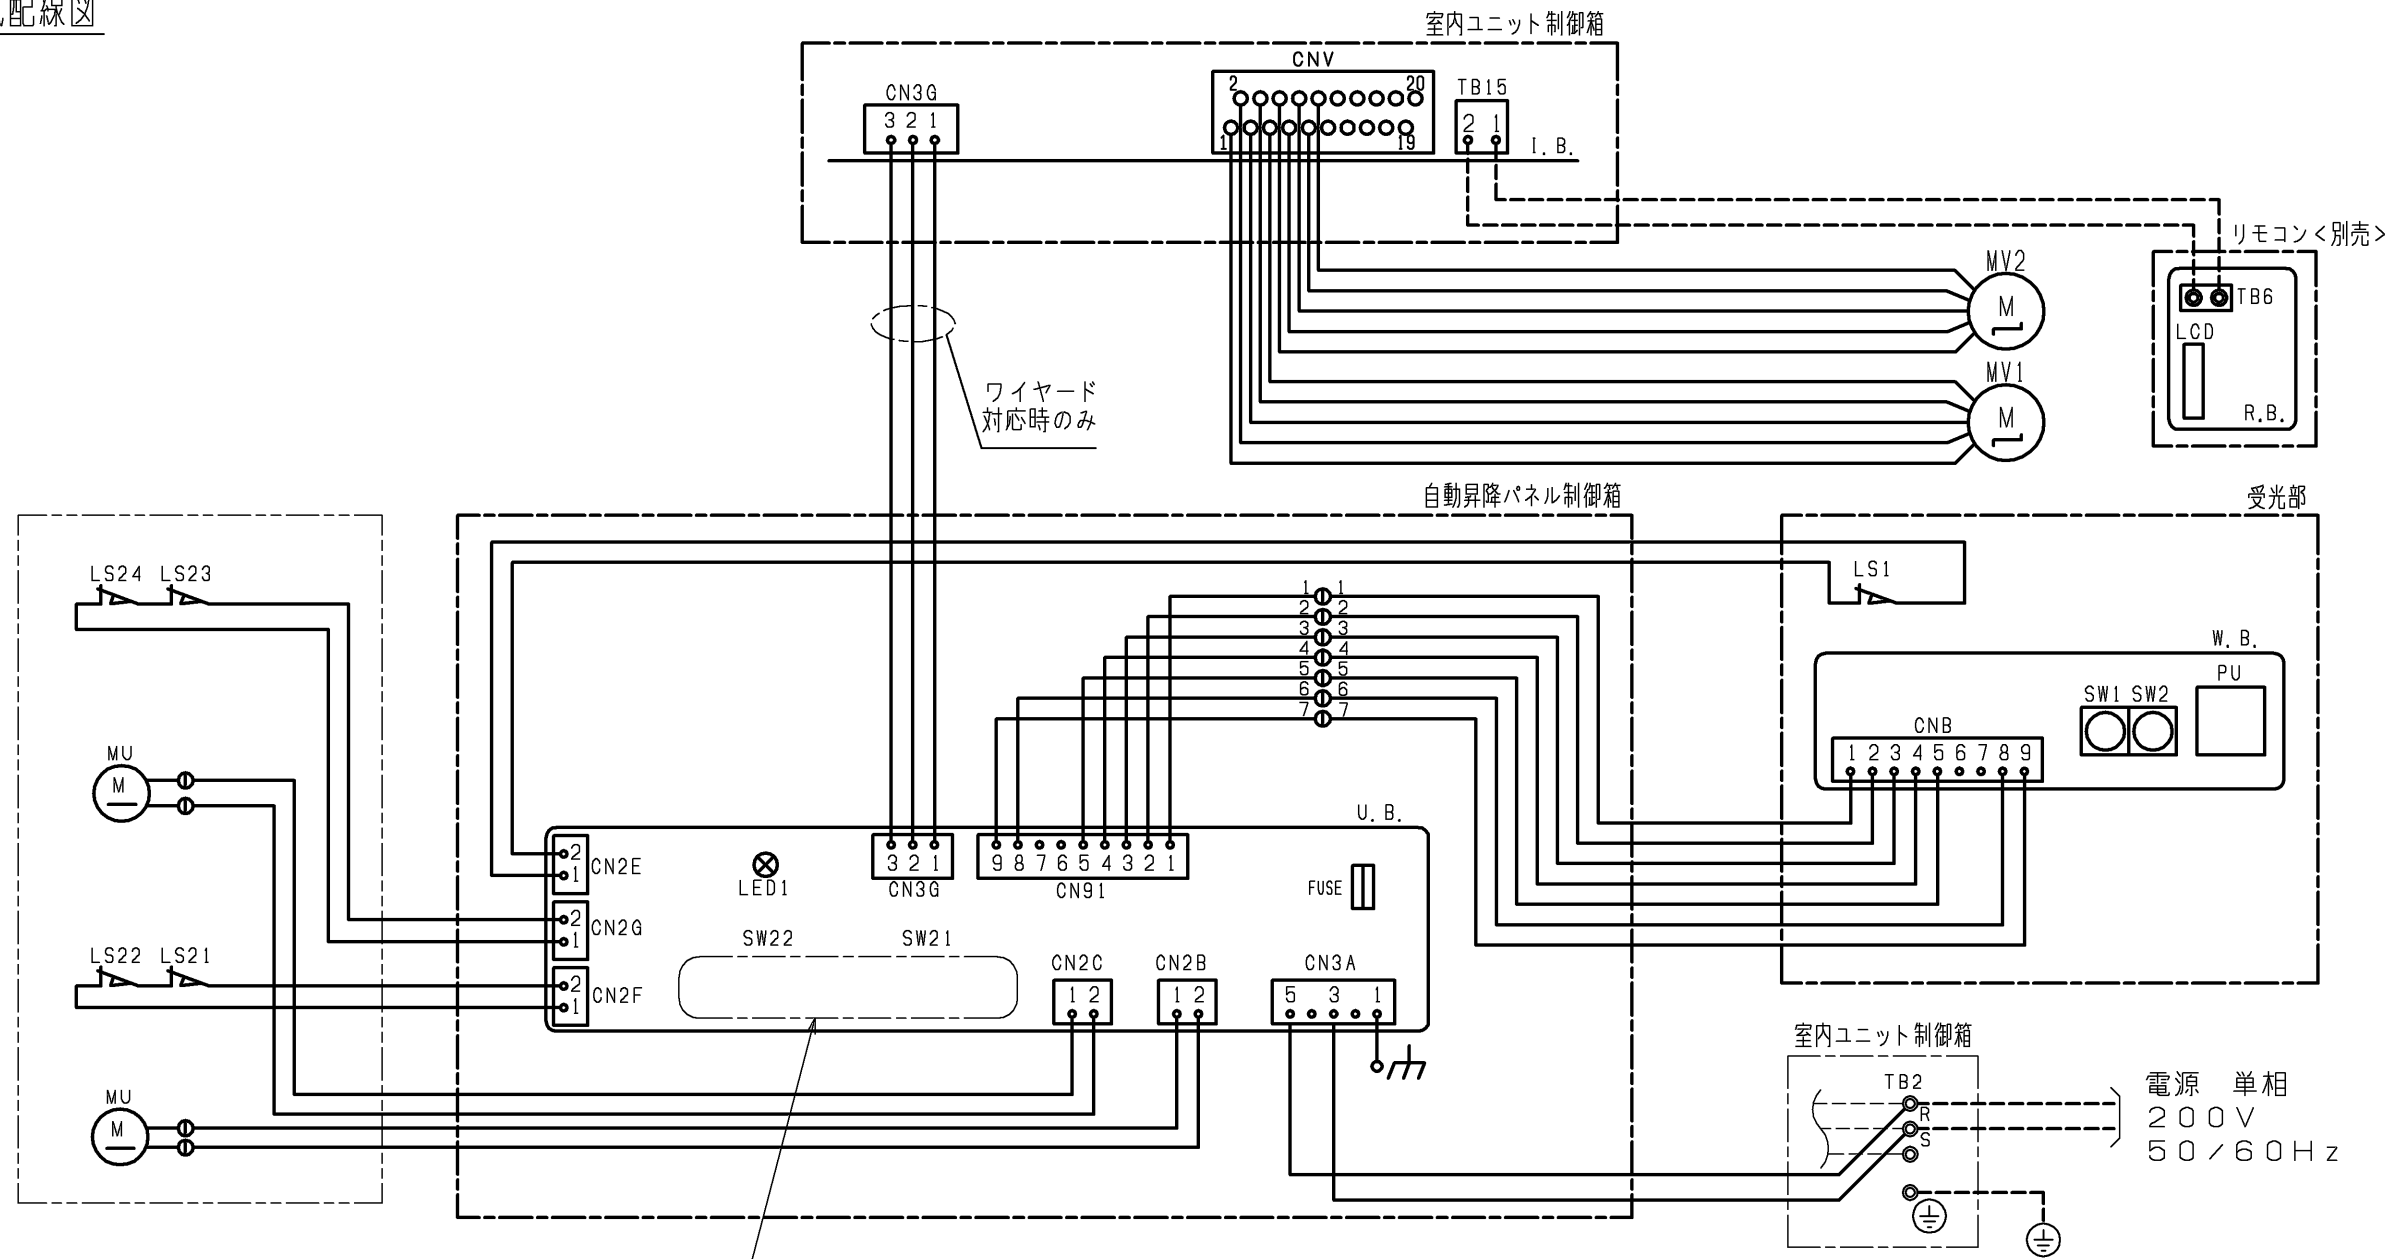 配線図
室内ユニット制御箱
CNV
2 20
1 19
CN3G
3 2 1
TB15
2 1
I.B.
リモコン<別売>
TB6
LCD
R.B.
MV2
M
MV1
M
ワイヤード
対応時のみ
自動昇降パネル制御箱
受光部
LS24 LS23
LS1
1 1
2 2
3 3
4 4
5 5
6 6
7 7
W.B.
PU
SW1 SW2
CNB
1 2 3 4 5 6 7 8 9
MU
M
U.B.
2
1
CN2E
LED1
3 2 1
CN3G
9 8 7 6 5 4 3 2 1
CN91
FUSE
2
1
CN2G
SW22 SW21
LS22 LS21
2
1
CN2F
CN2C
1 2
CN2B
1 2
CN3A
5 3 1
MU
M
室内ユニット制御箱
TB2
R
S
電源 単相
200V
50/60Hz